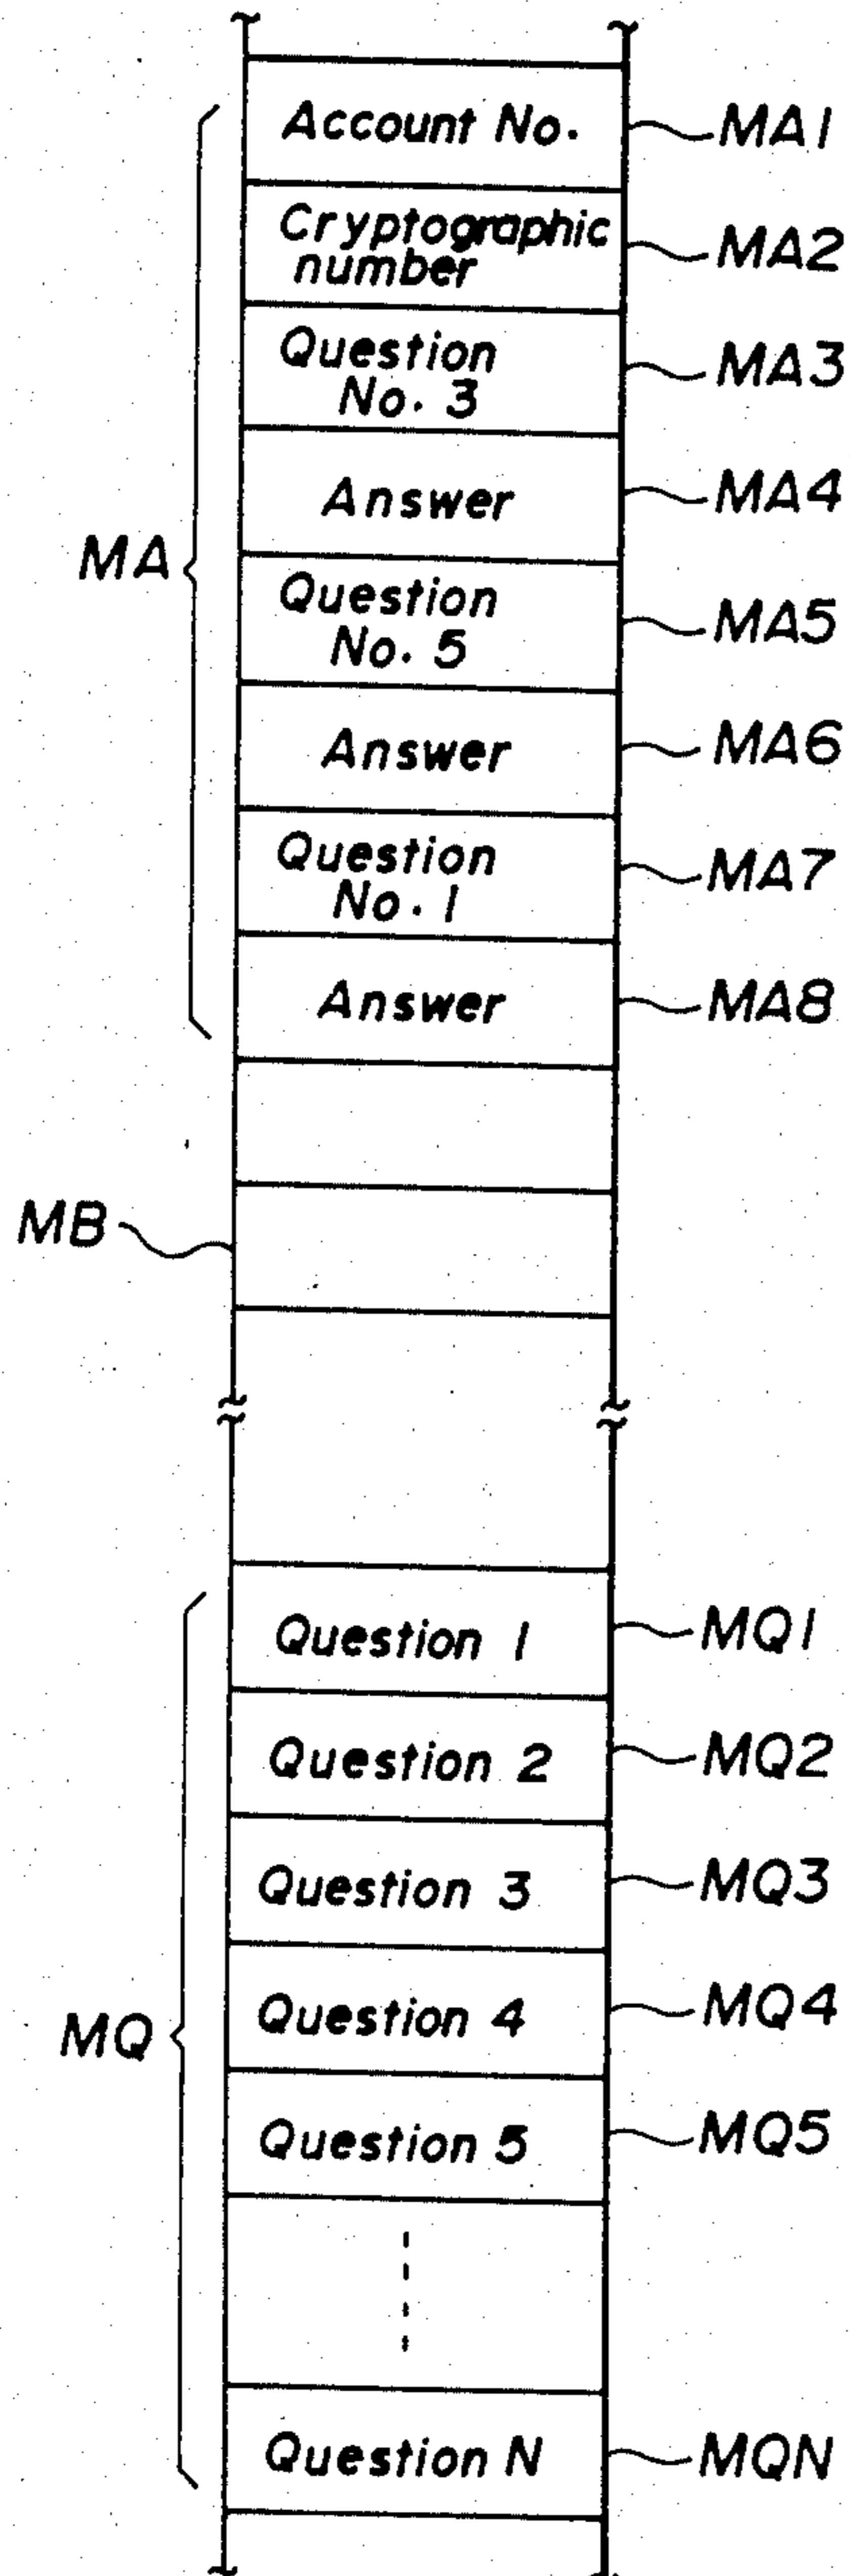 Account No. MA1
Cryptographic
number MA2
Question
No. 3 MA3
Answer MA4
MA
Question
No. 5 MA5
Answer MA6
Question
No. 1 MA7
Answer MA8
MB
Question 1 MQ1
Question 2 MQ2
Question 3 MQ3
Question 4 MQ4
MQ
Question 5 MQ5
Question N MQN